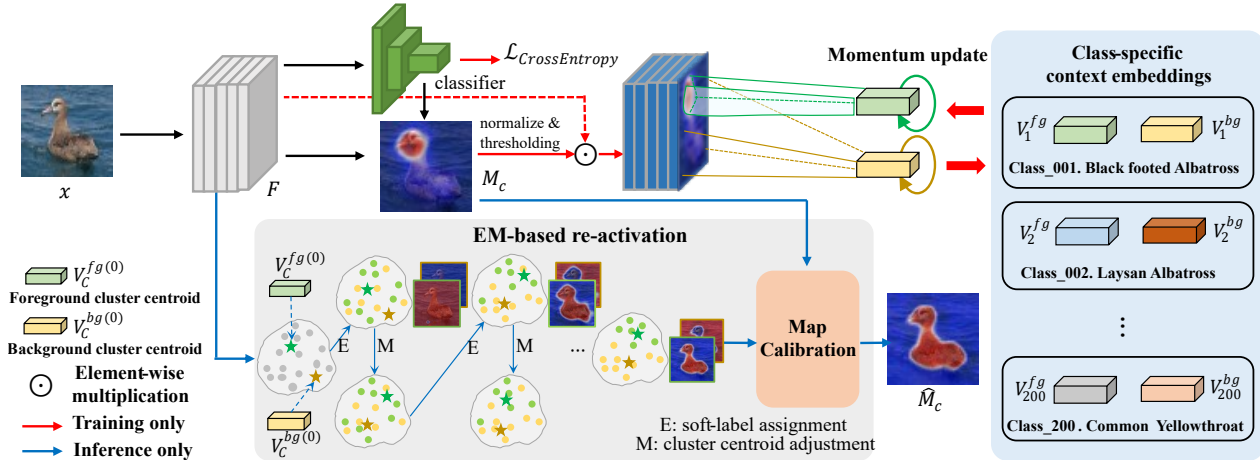 x
F
classifier
ℒ_CrossEntropy
normalize &
thresholding
M_c
Momentum update
Class-specific
context embeddings
V_1^fg
V_1^bg
Class_001. Black footed Albatross
V_2^fg
V_2^bg
Class_002. Laysan Albatross
⋮
V_200^fg
V_200^bg
Class_200. Common Yellowthroat
V_C^fg(0)
Foreground cluster centroid
V_C^bg(0)
Background cluster centroid
Element-wise
multiplication
Training only
Inference only
EM-based re-activation
V_C^fg(0)
V_C^bg(0)
E
M
E
M
...
E: soft-label assignment
M: cluster centroid adjustment
Map
Calibration
M̂_c